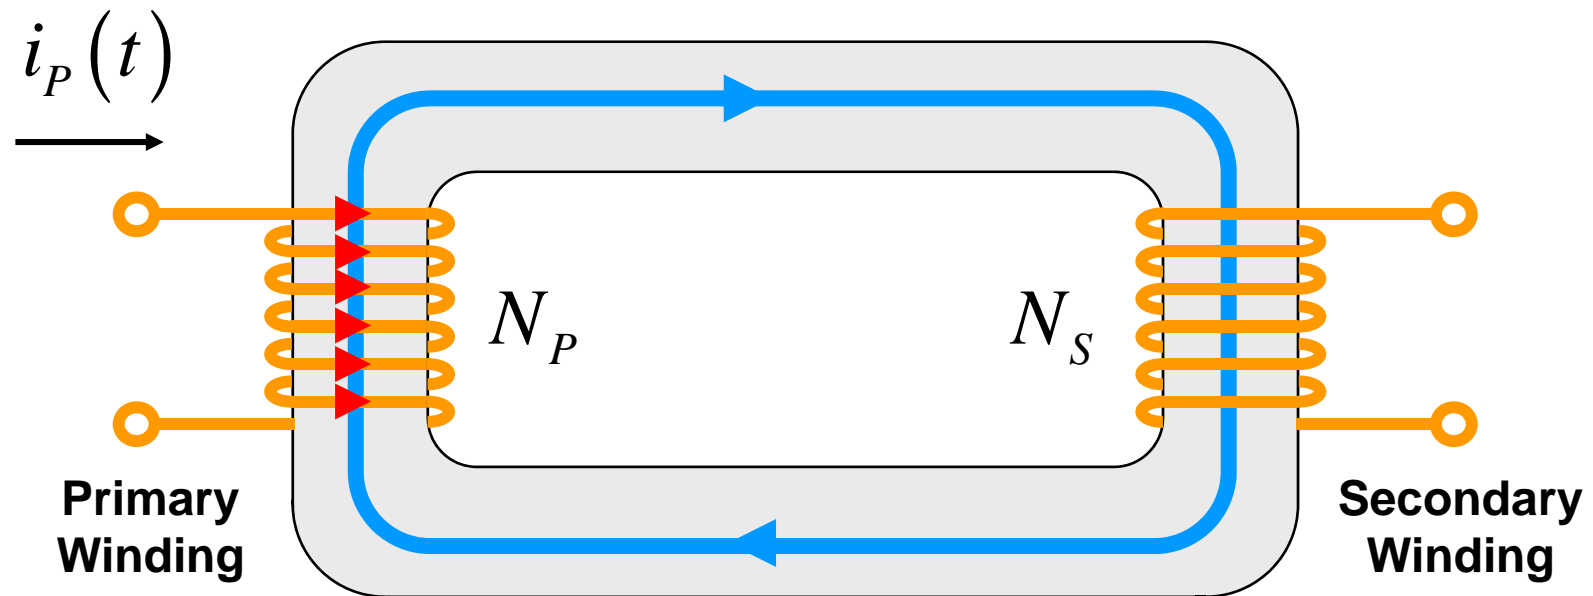 i_P(t)
N_P
N_S
Primary
Winding
Secondary
Winding